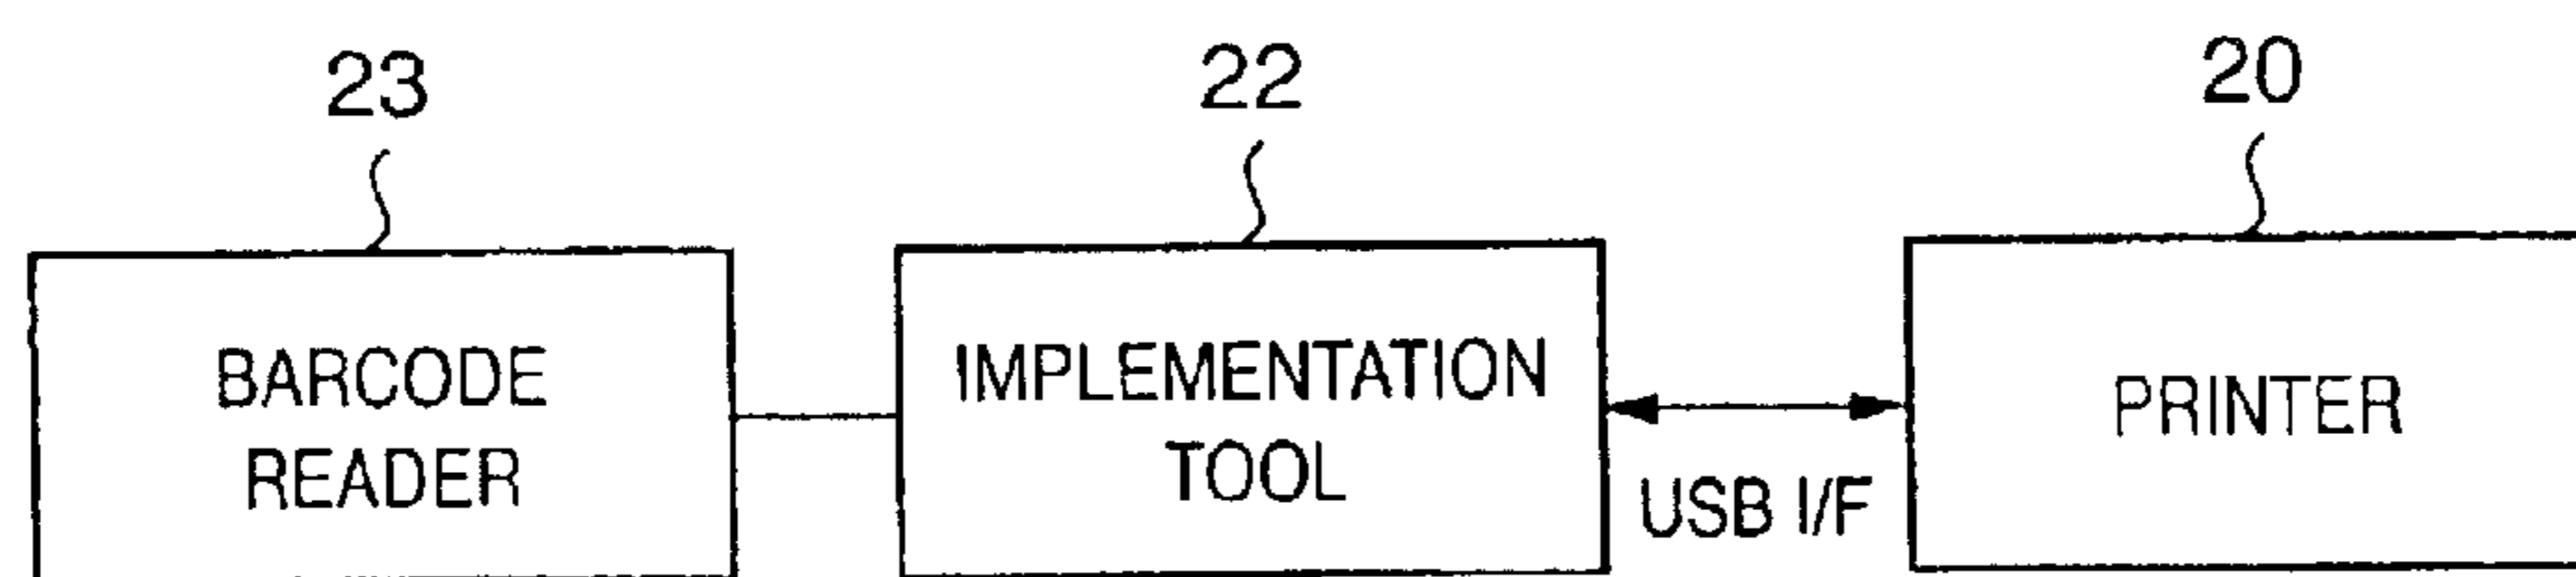 23
22
20
BARCODE
READER
IMPLEMENTATION
TOOL
USB I/F
PRINTER